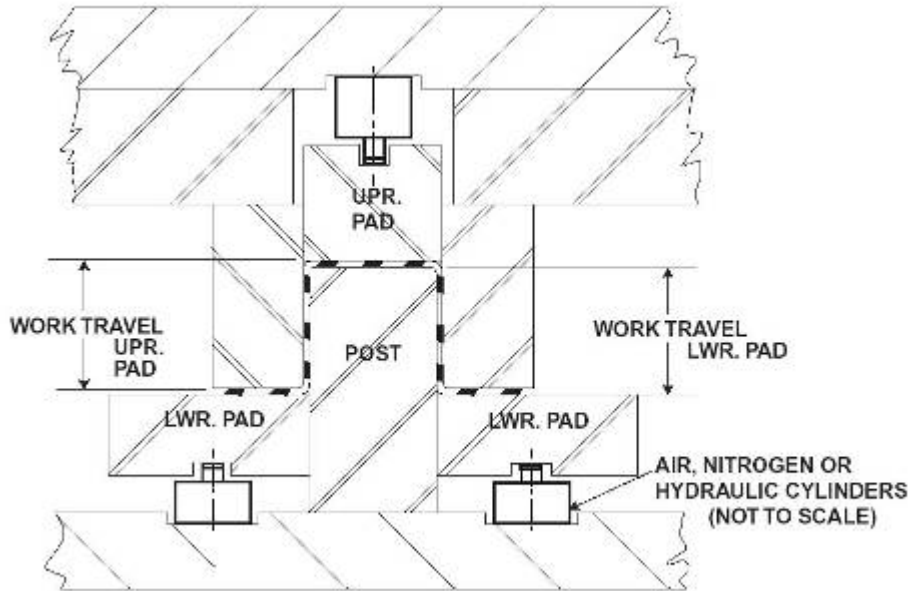 UPR.
PAD
WORK TRAVEL
UPR.
PAD
POST
WORK TRAVEL
LWR. PAD
LWR. PAD
LWR. PAD
AIR, NITROGEN OR
HYDRAULIC CYLINDERS
(NOT TO SCALE)